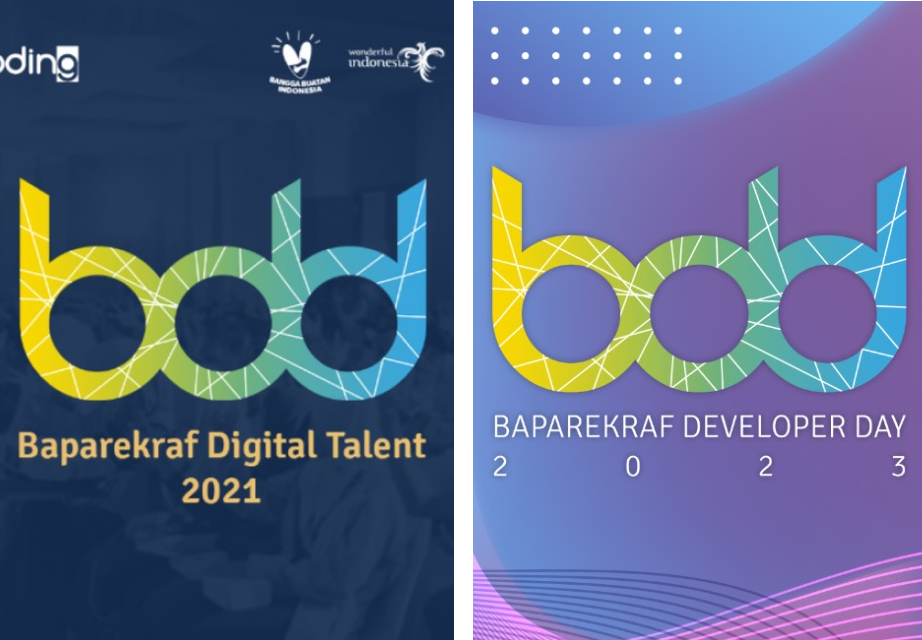 BANGGA BUATAN
INDONESIA
wonderful
indonesia
bdd
Baparekraf Digital Talent
2021
bdd
BAPAREKRAF DEVELOPER DAY
2 0 2 3